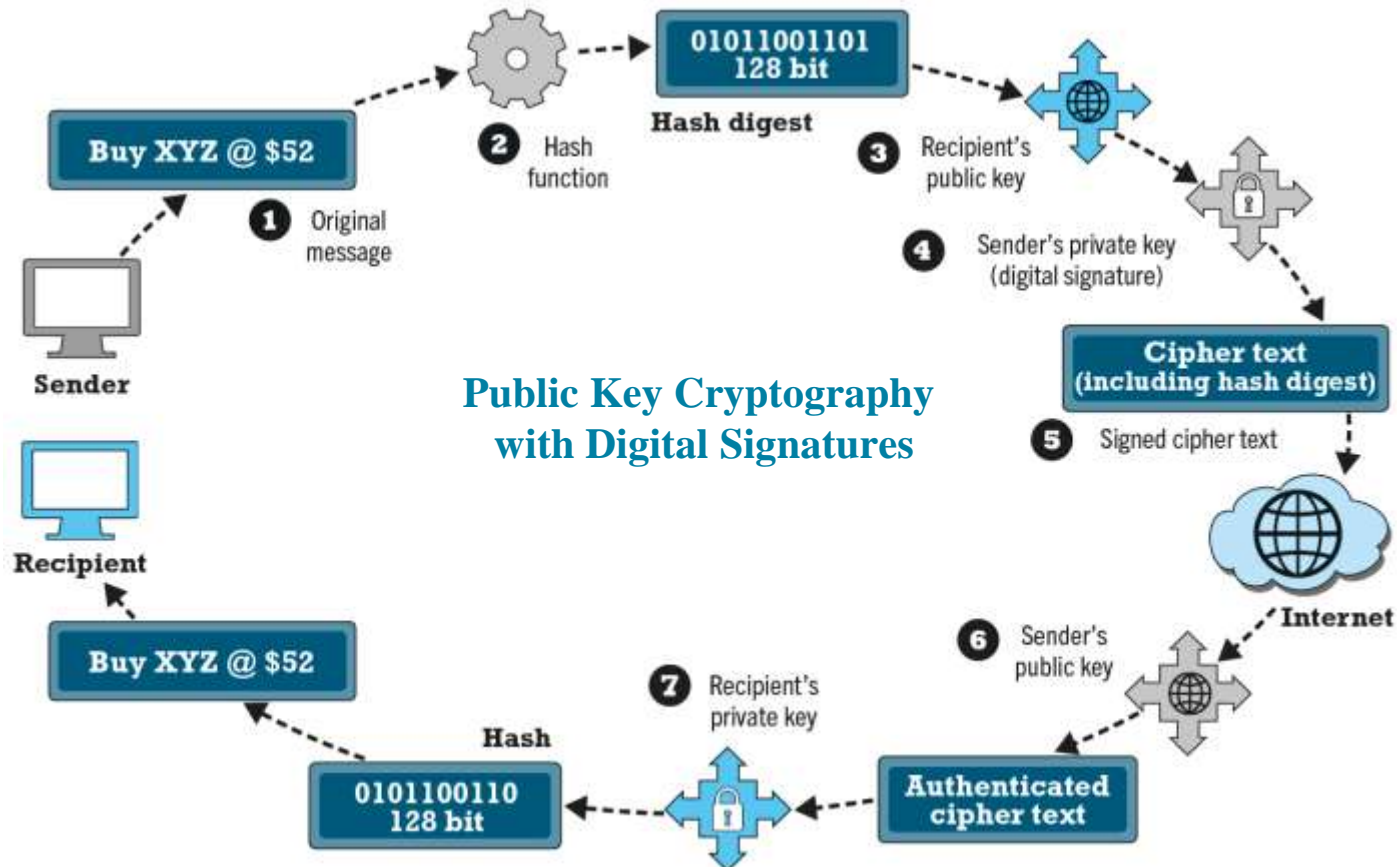 Buy XYZ @ $52
1
Original
message
Sender
2
Hash
function
01011001101
128 bit
Hash digest
3
Recipient's
public key
4
Sender's private key
(digital signature)
Cipher text
(including hash digest)
5
Signed cipher text
Public Key Cryptography
with Digital Signatures
Internet
6
Sender's
public key
Authenticated
cipher text
7
Recipient's
private key
Hash
0101100110
128 bit
Buy XYZ @ $52
Recipient